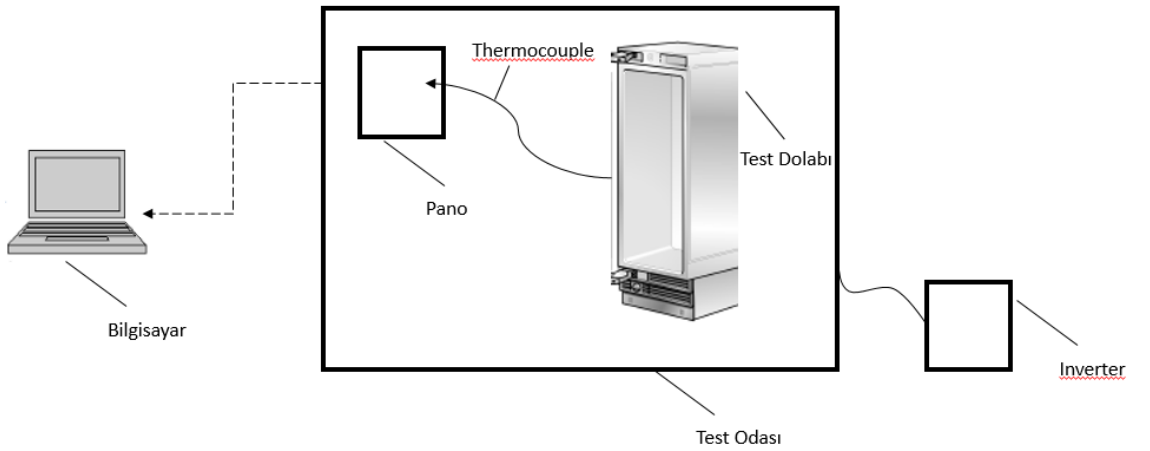 Thermocouple
Test Dolabı
Pano
Bilgisayar
Inverter
Test Odası